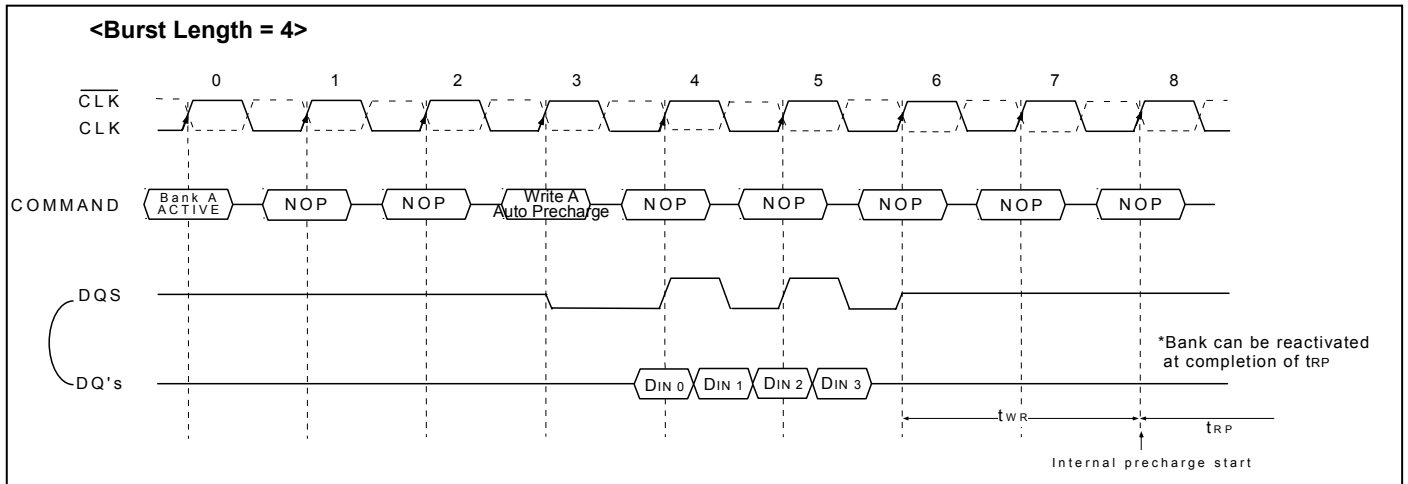 <Burst Length = 4>
0 1 2 3 4 5 6 7 8
CLK
CLK
COMMAND
Bank A
ACTIVE
NOP
NOP
Write A
Auto Precharge
NOP
NOP
NOP
NOP
NOP
DQS
DQ's
DIN 0
DIN 1
DIN 2
DIN 3
*Bank can be reactivated
at completion of tRP
tWR
tRP
Internal precharge start